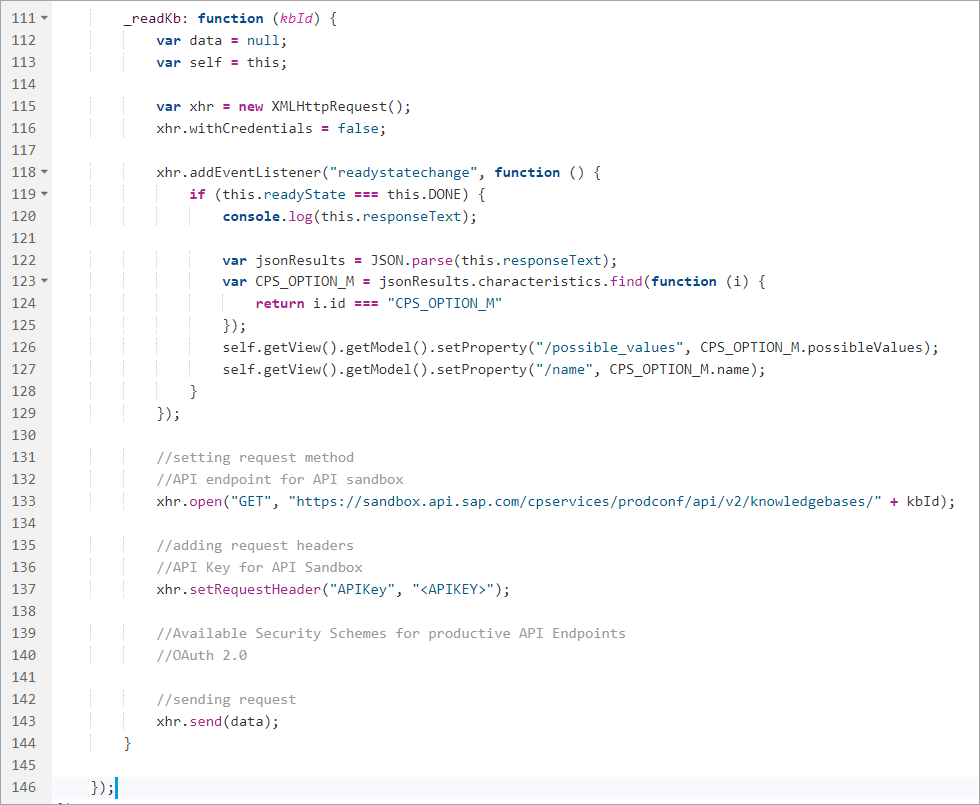 111 _readKb: function (kbId) {
112 var data = null;
113 var self = this;
114
115 var xhr = new XMLHttpRequest();
116 xhr.withCredentials = false;
117
118 xhr.addEventListener("readystatechange", function () {
119 if (this.readyState === this.DONE) {
120 console.log(this.responseText);
121
122 var jsonResults = JSON.parse(this.responseText);
123 var CPS_OPTION_M = jsonResults.characteristics.find(function (i) {
124 return i.id === "CPS_OPTION_M"
125 });
126 self.getView().getModel().setProperty("/possible_values", CPS_OPTION_M.possibleValues);
127 self.getView().getModel().setProperty("/name", CPS_OPTION_M.name);
128 }
129 });
130
131 //setting request method
132 //API endpoint for API sandbox
133 xhr.open("GET", "https://sandbox.api.sap.com/cpservices/prodconf/api/v2/knowledgebases/" + kbId);
134
135 //adding request headers
136 //API Key for API Sandbox
137 xhr.setRequestHeader("APIKey", "<APIKEY>");
138
139 //Available Security Schemes for productive API Endpoints
140 //OAuth 2.0
141
142 //sending request
143 xhr.send(data);
144 }
145
146 });